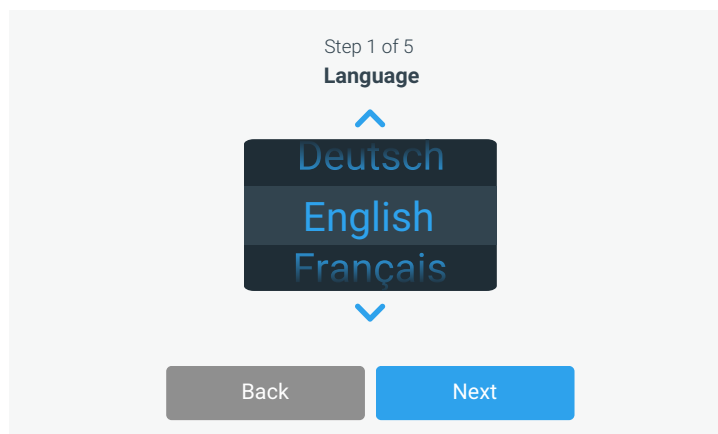 Step 1 of 5
Language
Deutsch
English
Français
Back
Next